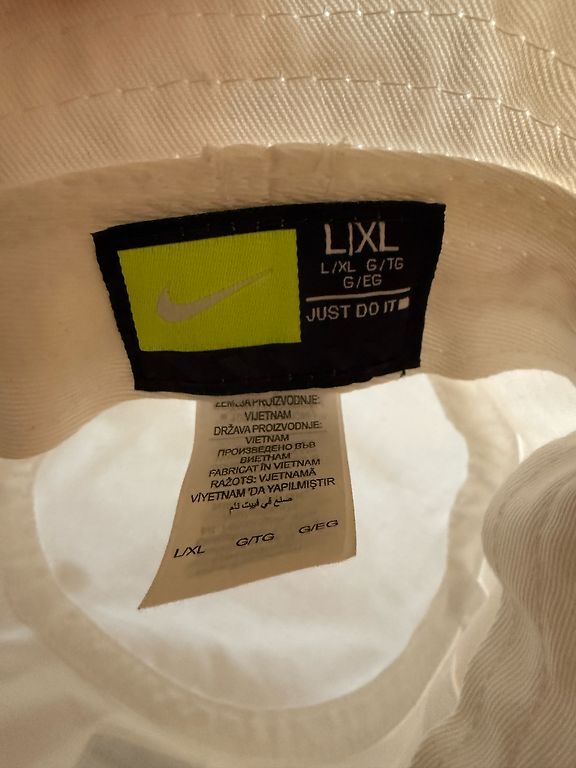 L|XL
L/XL G/TG
G/EG
JUST DO IT
ZEMLJA PROIZVODNJE:
VIJETNAM
DRŽAVA PROIZVODNJE:
VIETNAM
ПРОИЗВЕДЕНО ВЪВ
ВИЕТНАМ
FABRICAT ÎN VIETNAM
RAŽOTS: VJETNAMĀ
VİYETNAM 'DA YAPILMIŞTIR
صنع في فييت نام
L/XL G/TG G/EG